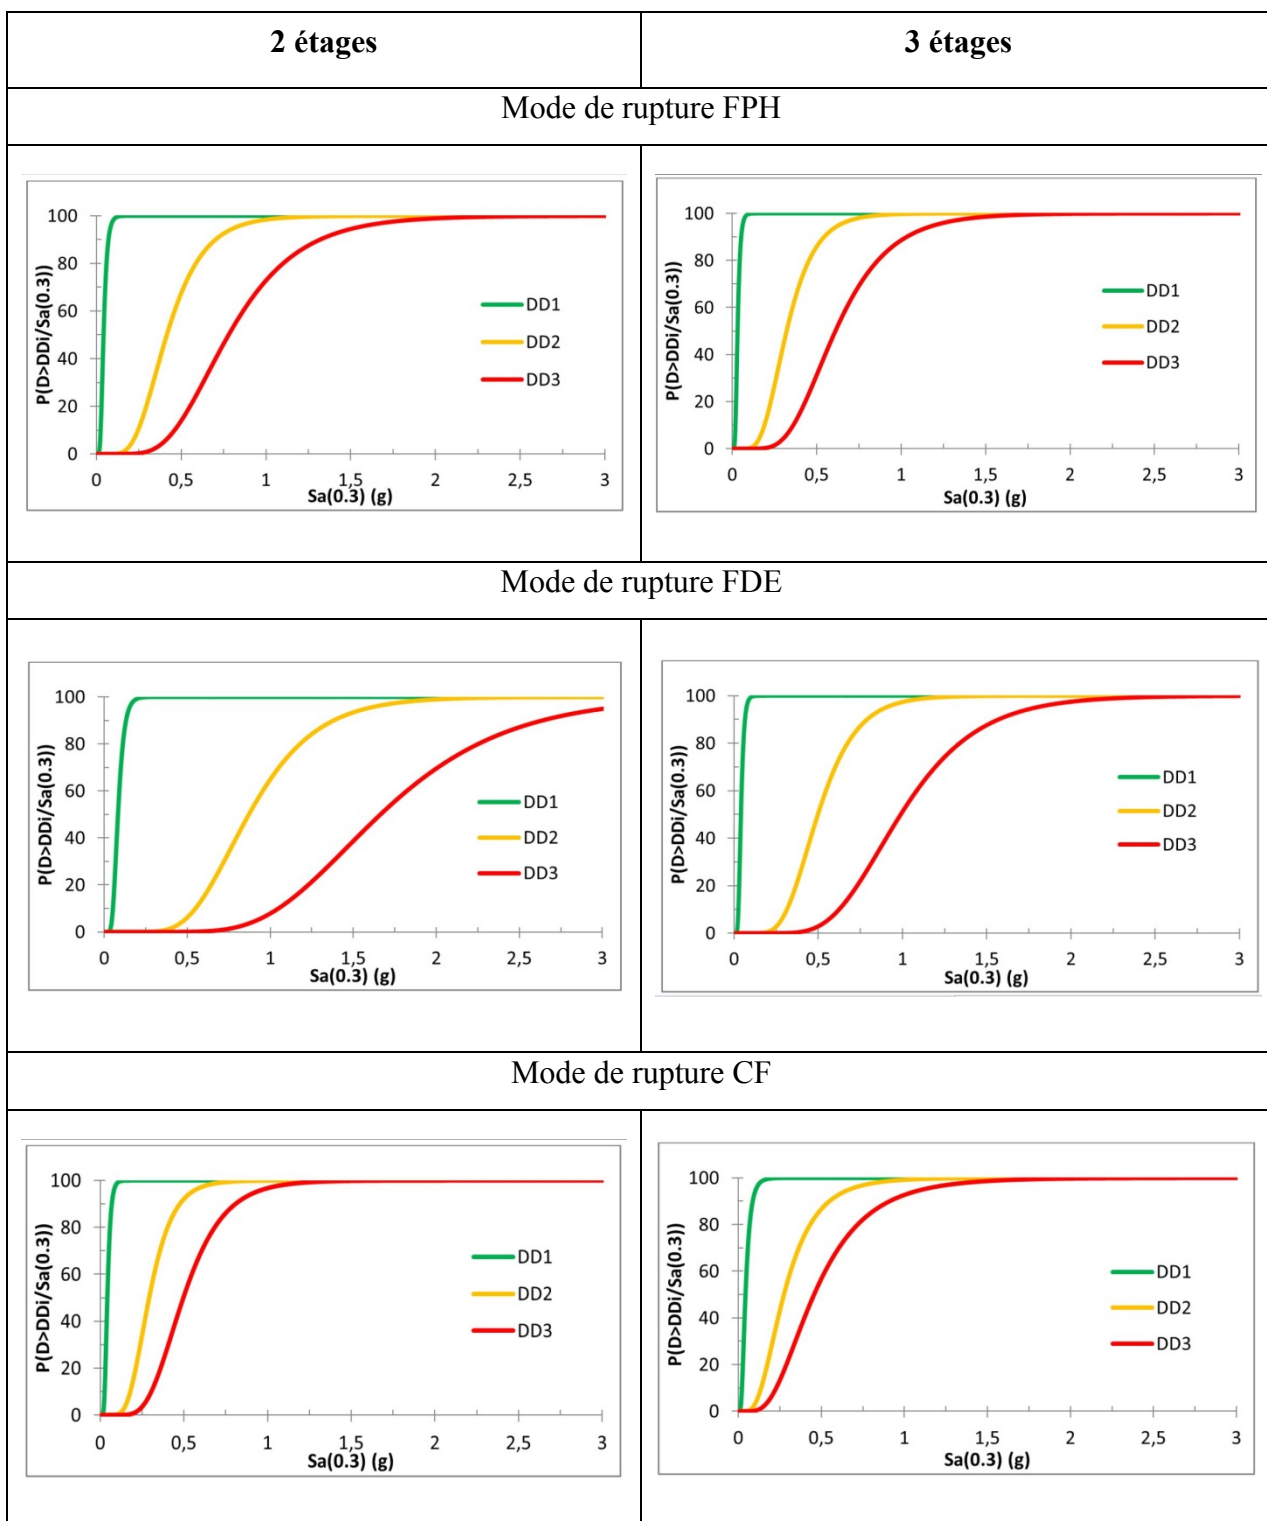 2 étages
3 étages
Mode de rupture FPH
P(D>DDi/Sa(0.3))
100
80
60
40
20
0
0 0,5 1 1,5 2 2,5 3
Sa(0.3) (g)
DD1
DD2
DD3
P(D>DDi/Sa(0.3))
100
80
60
40
20
0
0 0,5 1 1,5 2 2,5 3
Sa(0.3) (g)
DD1
DD2
DD3
Mode de rupture FDE
P(D>DDi/Sa(0.3))
100
80
60
40
20
0
0 0,5 1 1,5 2 2,5 3
Sa(0.3) (g)
DD1
DD2
DD3
P(D>DDi/Sa(0.3))
100
80
60
40
20
0
0 0,5 1 1,5 2 2,5 3
Sa(0.3) (g)
DD1
DD2
DD3
Mode de rupture CF
P(D>DDi/Sa(0.3))
100
80
60
40
20
0
0 0,5 1 1,5 2 2,5 3
Sa(0.3) (g)
DD1
DD2
DD3
P(D>DDi/Sa(0.3))
100
80
60
40
20
0
0 0,5 1 1,5 2 2,5 3
Sa(0.3) (g)
DD1
DD2
DD3